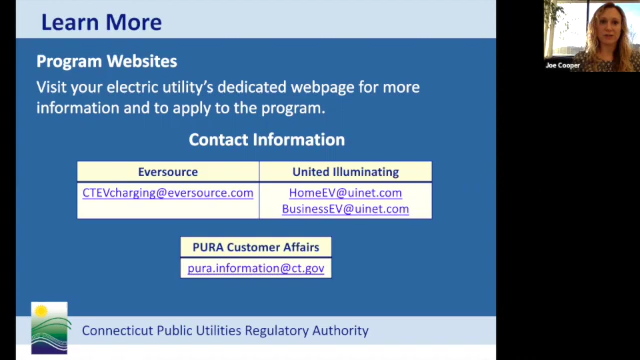 Learn More
Program Websites
Visit your electric utility's dedicated webpage for more
information and to apply to the program.
Contact Information
Eversource
United Illuminating
CTEVcharging@eversource.com
HomeEV@uinet.com
BusinessEV@uinet.com
PURA Customer Affairs
pura.information@ct.gov
Connecticut Public Utilities Regulatory Authority
Joe Cooper